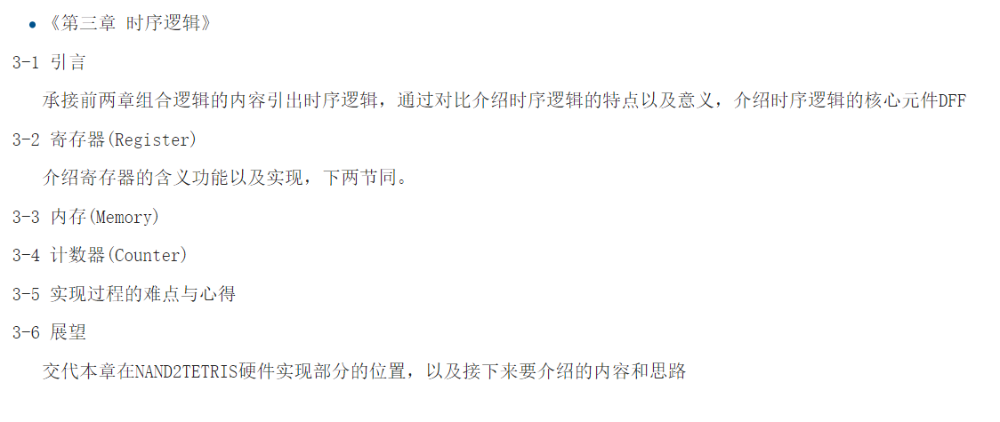 • 《第三章 时序逻辑》
3-1 引言
承接前两章组合逻辑的内容引出时序逻辑，通过对比介绍时序逻辑的特点以及意义，介绍时序逻辑的核心元件DFF
3-2 寄存器(Register)
介绍寄存器的含义功能以及实现，下两节同。
3-3 内存(Memory)
3-4 计数器(Counter)
3-5 实现过程的难点与心得
3-6 展望
交代本章在NAND2TETRIS硬件实现部分的位置，以及接下来要介绍的内容和思路